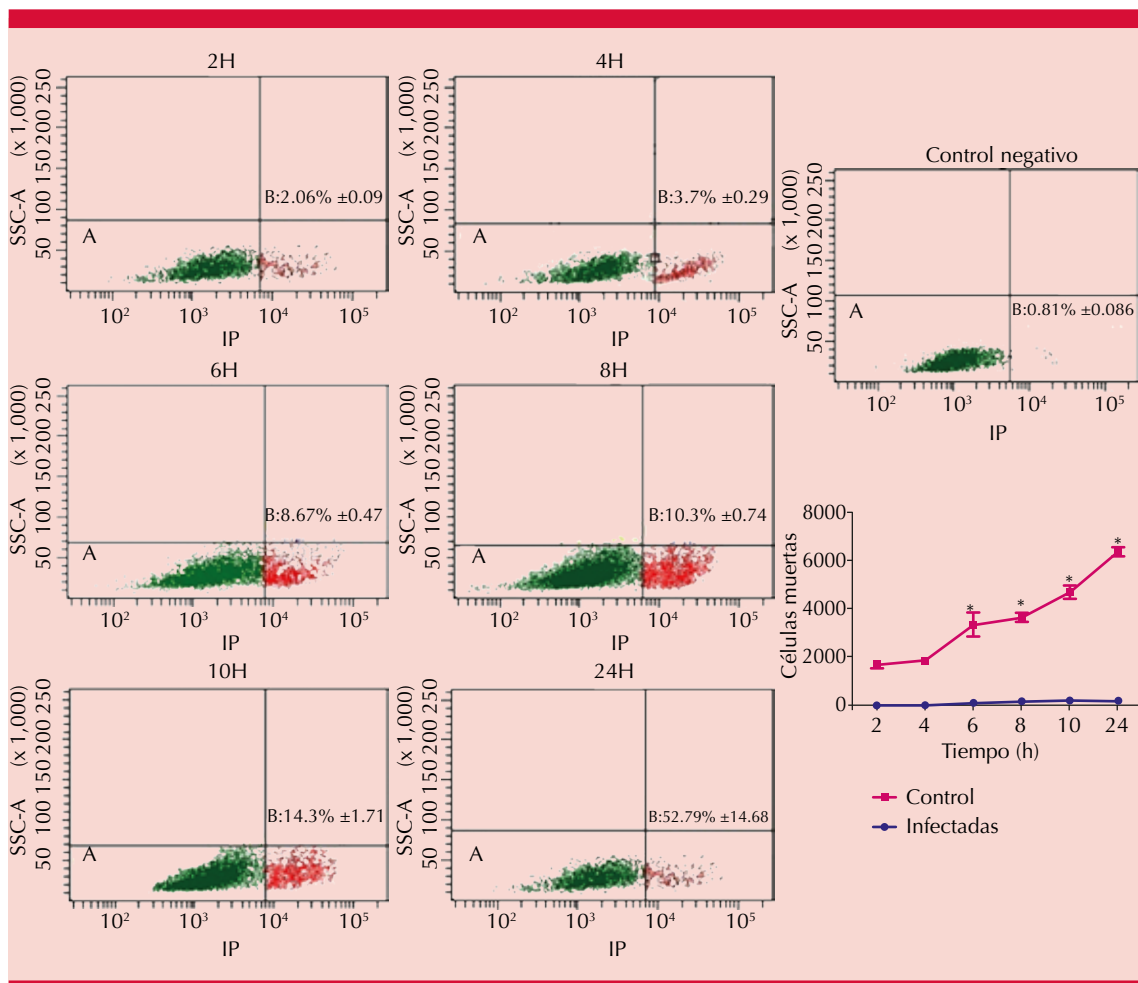 2H
SSC-A (x 1,000)
50 100 150 200 250
A
B:2.06% ±0.09
10² 10³ 10⁴ 10⁵
IP
4H
SSC-A (x 1,000)
50 100 150 200 250
A
B:3.7% ±0.29
10² 10³ 10⁴ 10⁵
IP
Control negativo
SSC-A (x 1,000)
50 100 150 200 250
A
B:0.81% ±0.086
10² 10³ 10⁴ 10⁵
IP
6H
SSC-A (x 1,000)
50 100 150 200 250
A
B:8.67% ±0.47
10² 10³ 10⁴ 10⁵
IP
8H
SSC-A (x 1,000)
50 100 150 200 250
A
B:10.3% ±0.74
10² 10³ 10⁴ 10⁵
IP
10H
SSC-A (x 1,000)
50 100 150 200 250
A
B:14.3% ±1.71
10² 10³ 10⁴ 10⁵
IP
24H
SSC-A (x 1,000)
50 100 150 200 250
A
B:52.79% ±14.68
10² 10³ 10⁴ 10⁵
IP
Células muertas
8000
6000
4000
2000
0
* * * *
2 4 6 8 10 24
Tiempo (h)
Control
Infectadas